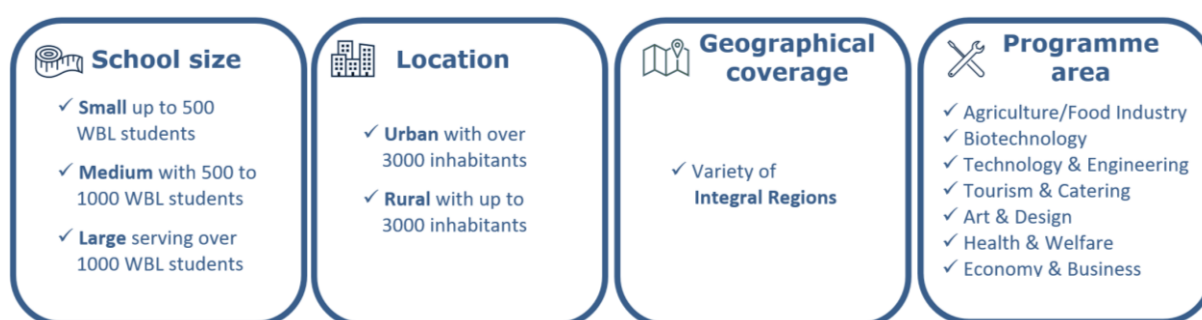 School size
✓ Small up to 500
WBL students
✓ Medium with 500 to
1000 WBL students
✓ Large serving over
1000 WBL students
Location
✓ Urban with over
3000 inhabitants
✓ Rural with up to
3000 inhabitants
Geographical
coverage
✓ Variety of
Integral Regions
Programme
area
✓ Agriculture/Food Industry
✓ Biotechnology
✓ Technology & Engineering
✓ Tourism & Catering
✓ Art & Design
✓ Health & Welfare
✓ Economy & Business